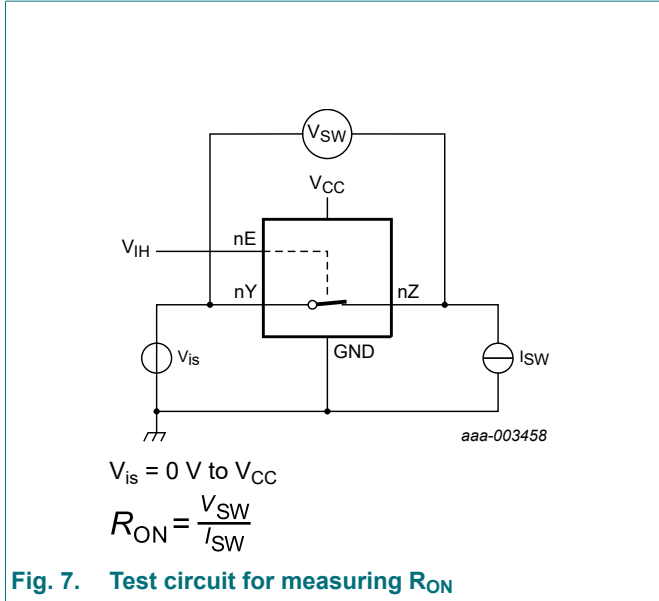 VSW
VCC
VIH
nE
nY
nZ
GND
Vis
ISW
aaa-003458
Vis = 0 V to VCC
RON = VSW / ISW
Fig. 7. Test circuit for measuring RON